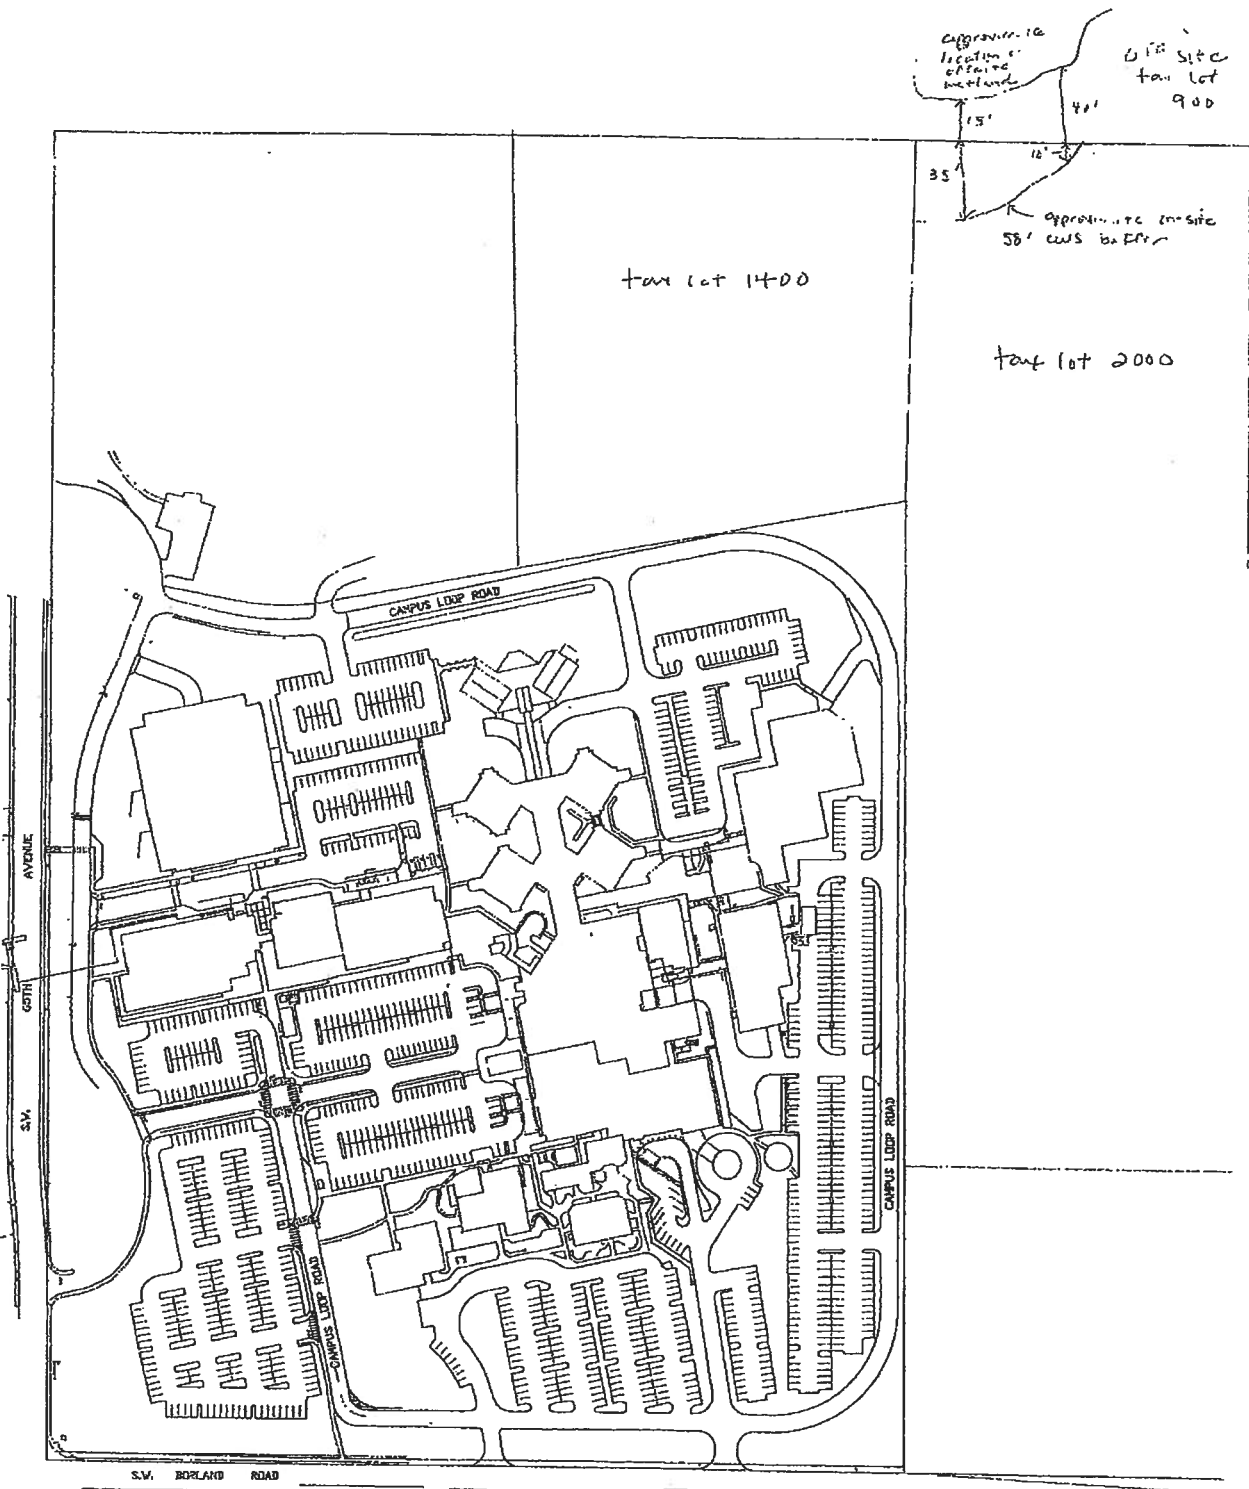 approximate
location of
offsite
wetland
off site
tax lot
900
15'
40'
35'
10'
approximate on-site
50' CWS buffer
tax lot 1400
tax lot 2000
CAMPUS LOOP ROAD
AVENUE
65TH
S.W.
CAMPUS LOOP ROAD
CAMPUS LOOP ROAD
S.W. BORLAND ROAD